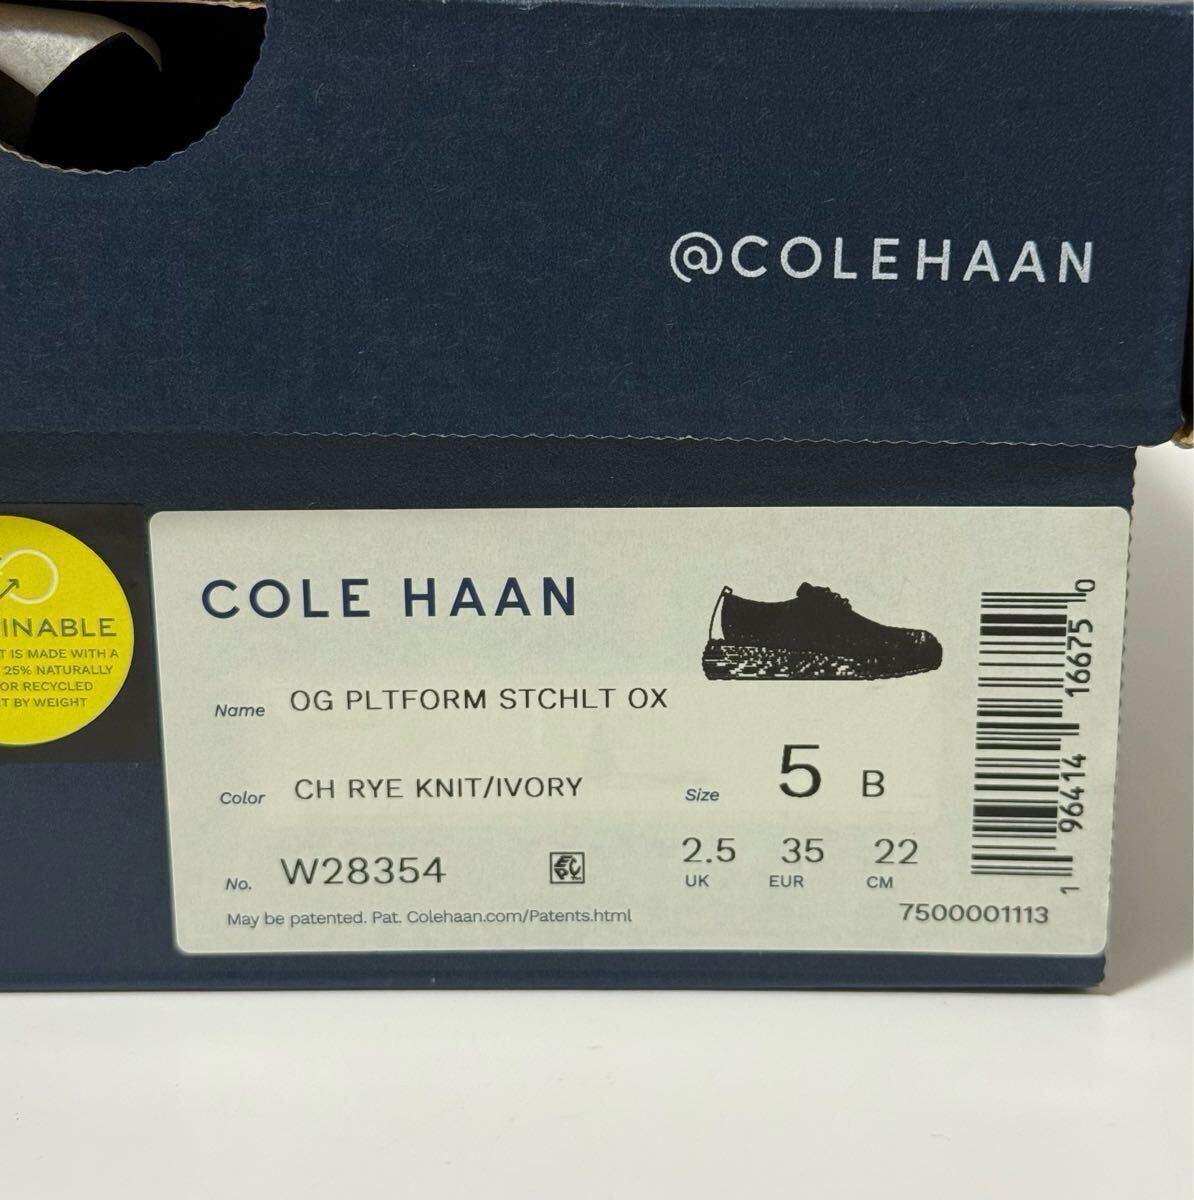 @COLEHAAN
INABLE
T IS MADE WITH A
25% NATURALLY
OR RECYCLED
T BY WEIGHT
COLE HAAN
Name OG PLTFORM STCHLT OX
Color CH RYE KNIT/IVORY
Size 5 B
No. W28354
2.5 35 22
UK EUR CM
May be patented. Pat. Colehaan.com/Patents.html
7500001113
1 96414 16675 0